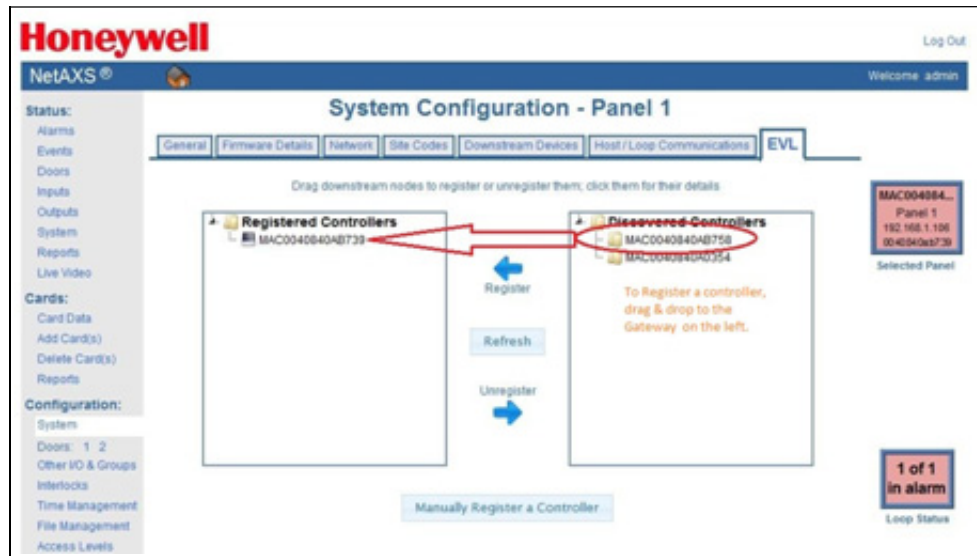 Honeywell
Log Out
NetAXS®
Welcome admin
System Configuration - Panel 1
General
Firmware Details
Network
Site Codes
Downstream Devices
Host/Loop Communications
EVL
Drag downstream nodes to register or unregister them; click them for their details
Status:
Alarms
Events
Doors
Inputs
Outputs
System
Reports
Live Video
Cards:
Card Data
Add Card(s)
Delete Card(s)
Reports
Configuration:
System
Doors: 1 2
Other I/O & Groups
Interlocks
Time Management
File Management
Access Levels
Registered Controllers
MAC0040840AB739
Register
Refresh
Unregister
Discovered Controllers
MAC0040840AB758
MAC0040840A0354
To Register a controller,
drag & drop to the
Gateway on the left.
Manually Register a Controller
MAC004084...
Panel 1
192.168.1.106
0040840ab739
Selected Panel
1 of 1
in alarm
Loop Status